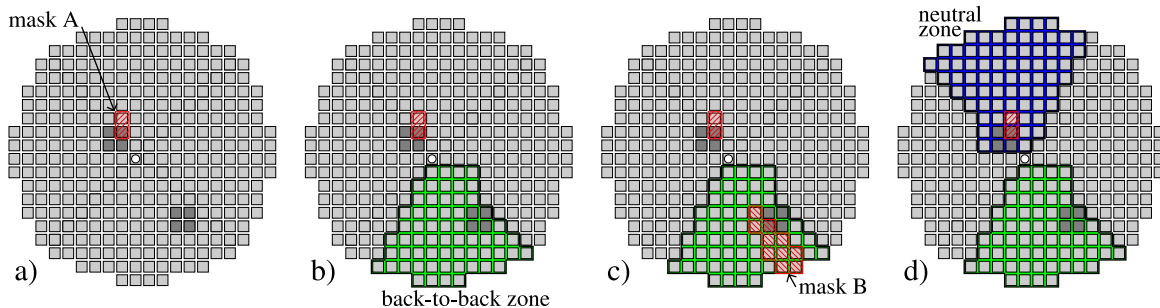 mask A
neutral
zone
a)
b)
c)
d)
back-to-back zone
mask B